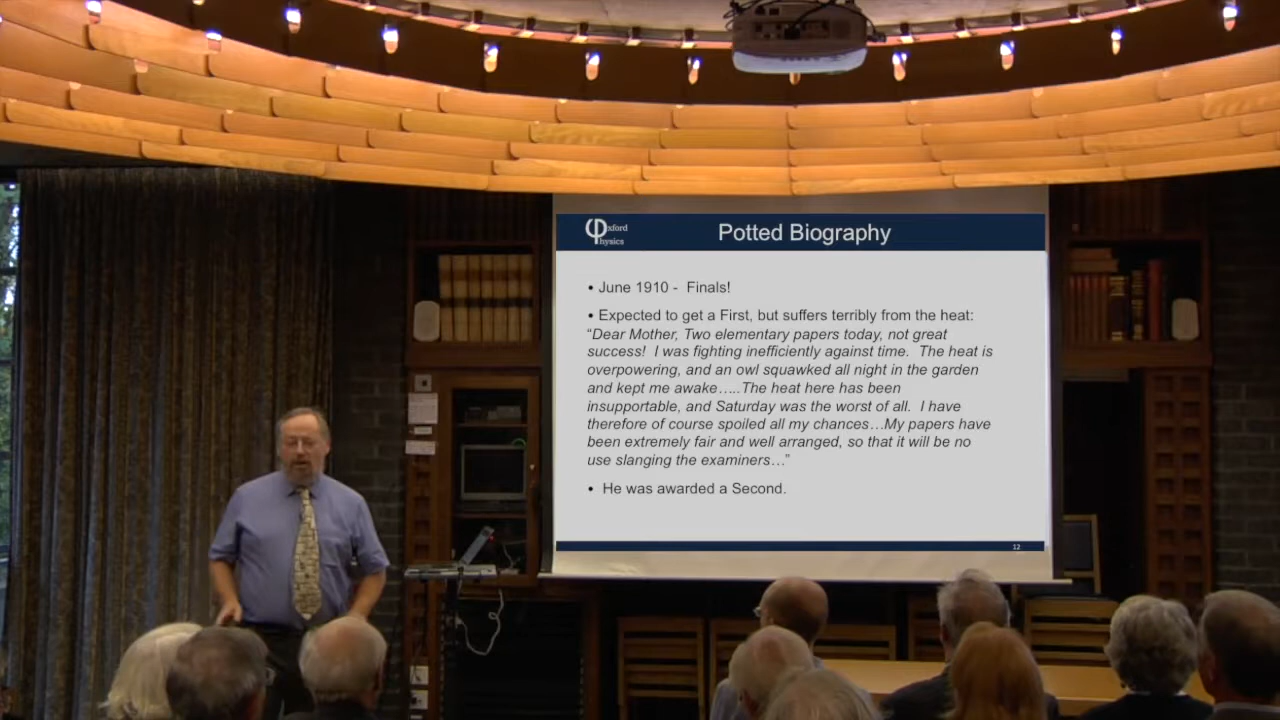 φxford
hysics
Potted Biography
• June 1910 - Finals!
• Expected to get a First, but suffers terribly from the heat:
“Dear Mother, Two elementary papers today, not great
success! I was fighting inefficiently against time. The heat is
overpowering, and an owl squawked all night in the garden
and kept me awake…..The heat here has been
insupportable, and Saturday was the worst of all. I have
therefore of course spoiled all my chances…My papers have
been extremely fair and well arranged, so that it will be no
use slanging the examiners…”
• He was awarded a Second.
12